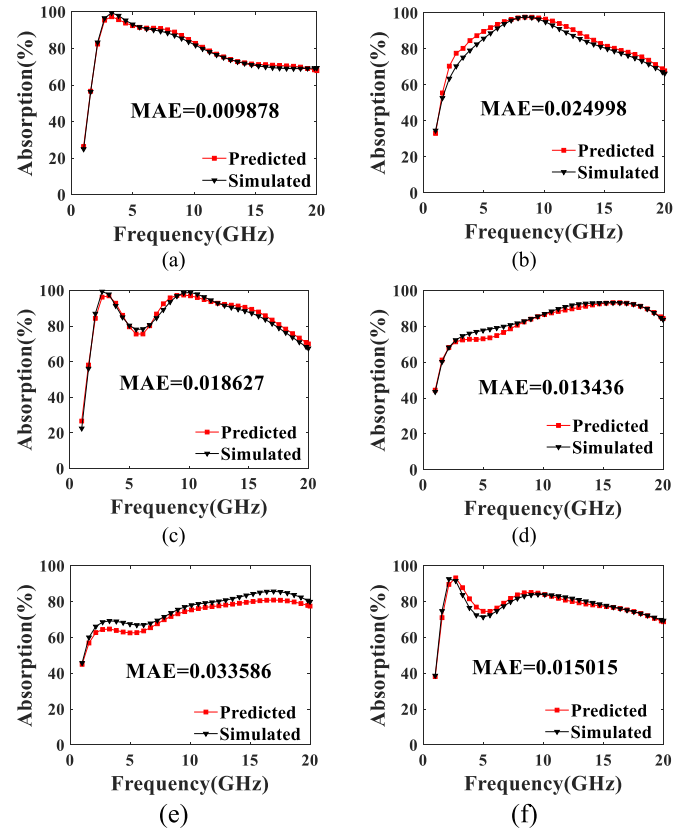 Absorption(%)
100
80
60
40
20
0
MAE=0.009878
Predicted
Simulated
0 5 10 15 20
Frequency(GHz)
(a)
Absorption(%)
100
80
60
40
20
0
MAE=0.024998
Predicted
Simulated
0 5 10 15 20
Frequency(GHz)
(b)
Absorption(%)
100
80
60
40
20
0
MAE=0.018627
Predicted
Simulated
0 5 10 15 20
Frequency(GHz)
(c)
Absorption(%)
100
80
60
40
20
0
MAE=0.013436
Predicted
Simulated
0 5 10 15 20
Frequency(GHz)
(d)
Absorption(%)
100
80
60
40
20
0
MAE=0.033586
Predicted
Simulated
0 5 10 15 20
Frequency(GHz)
(e)
Absorption(%)
100
80
60
40
20
0
MAE=0.015015
Predicted
Simulated
0 5 10 15 20
Frequency(GHz)
(f)